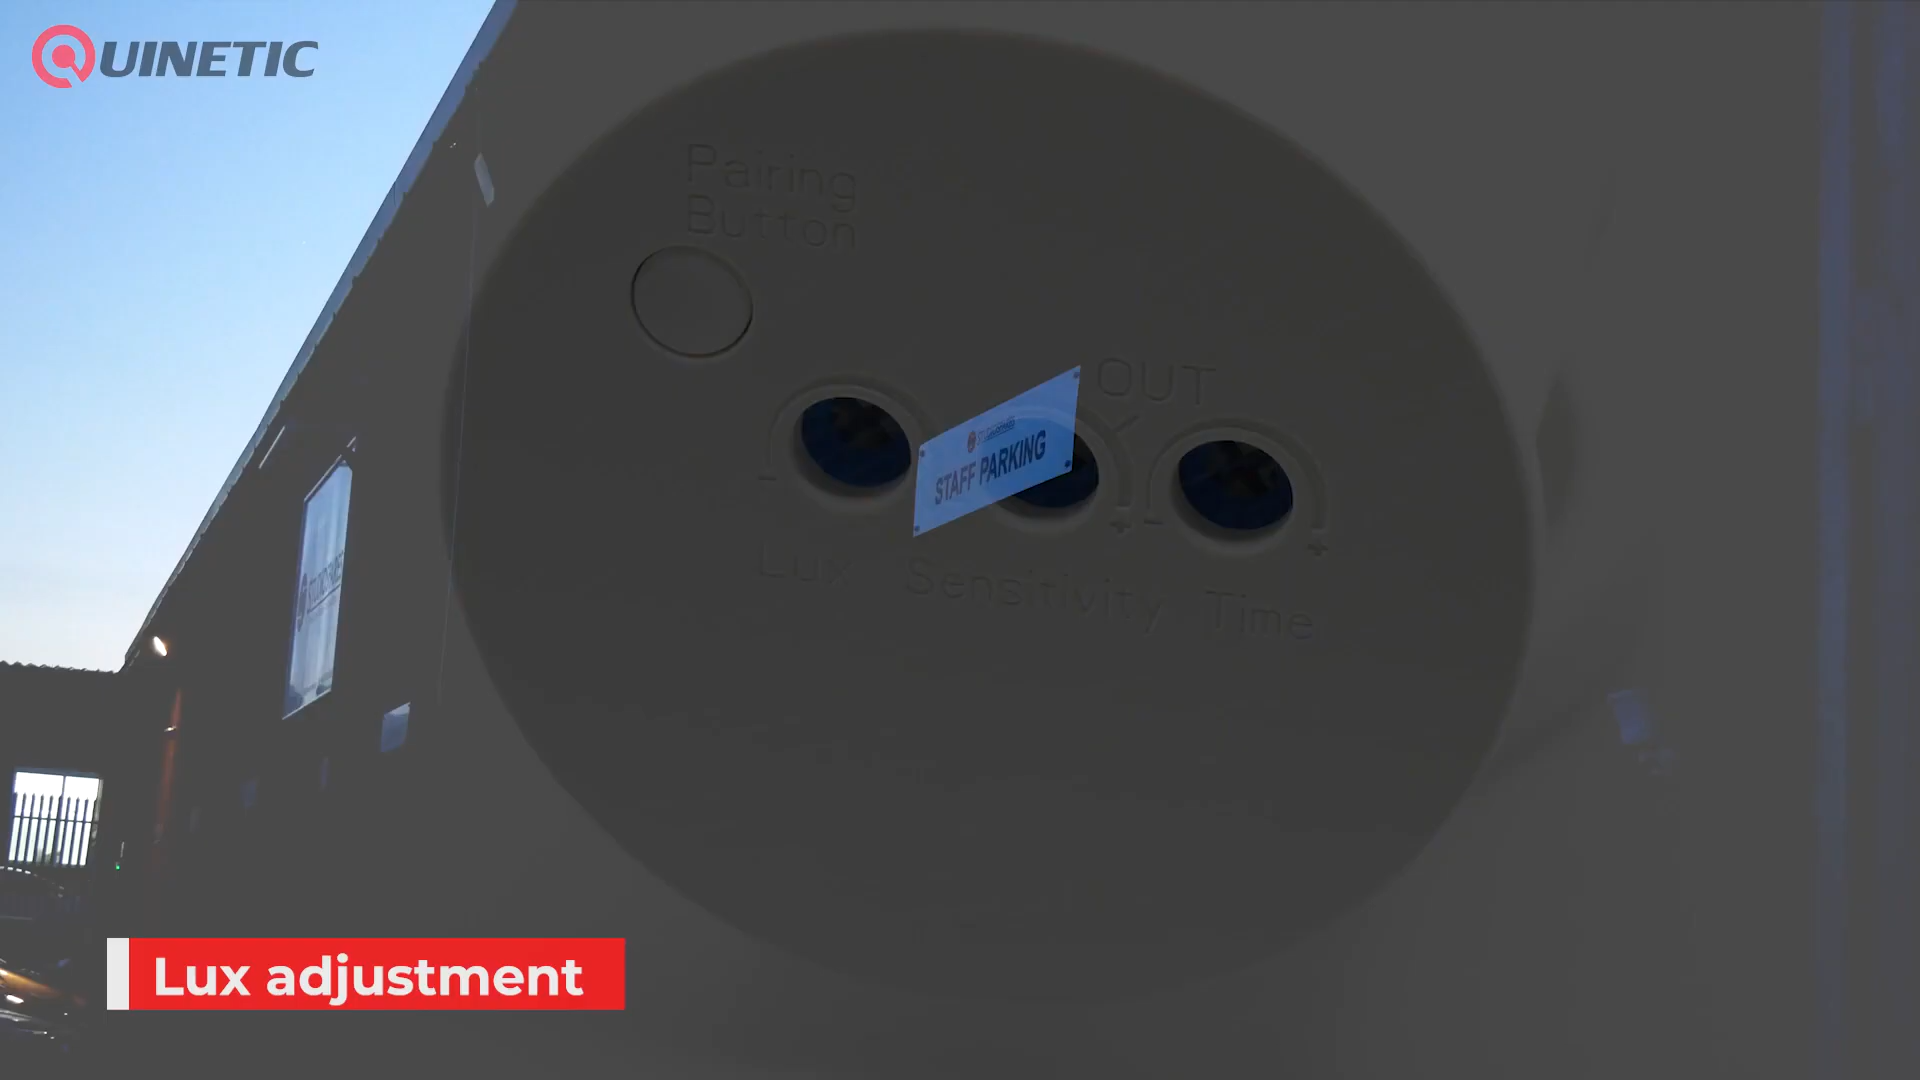 QUINETIC
Pairing
Button
OUT
STAFF PARKING
Lux Sensitivity Time
Lux adjustment